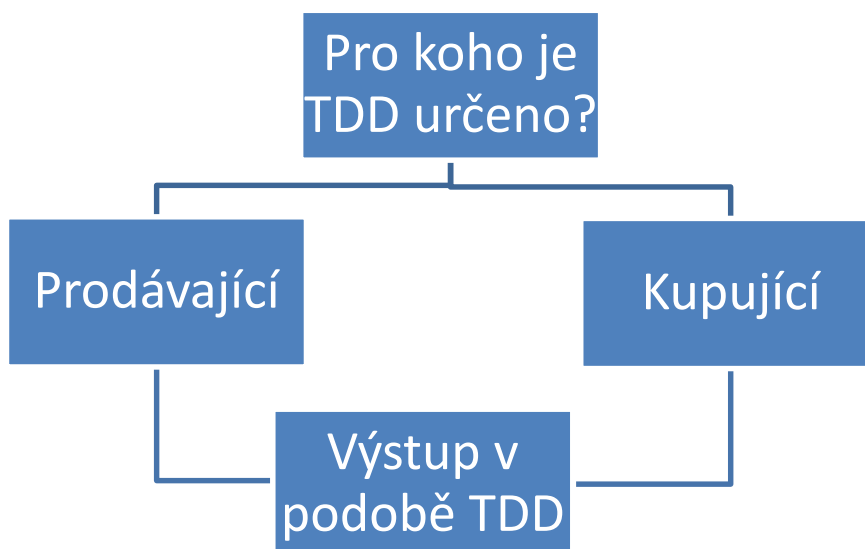 Pro koho je
TDD určeno?
Prodávající
Kupující
Výstup v
podobě TDD